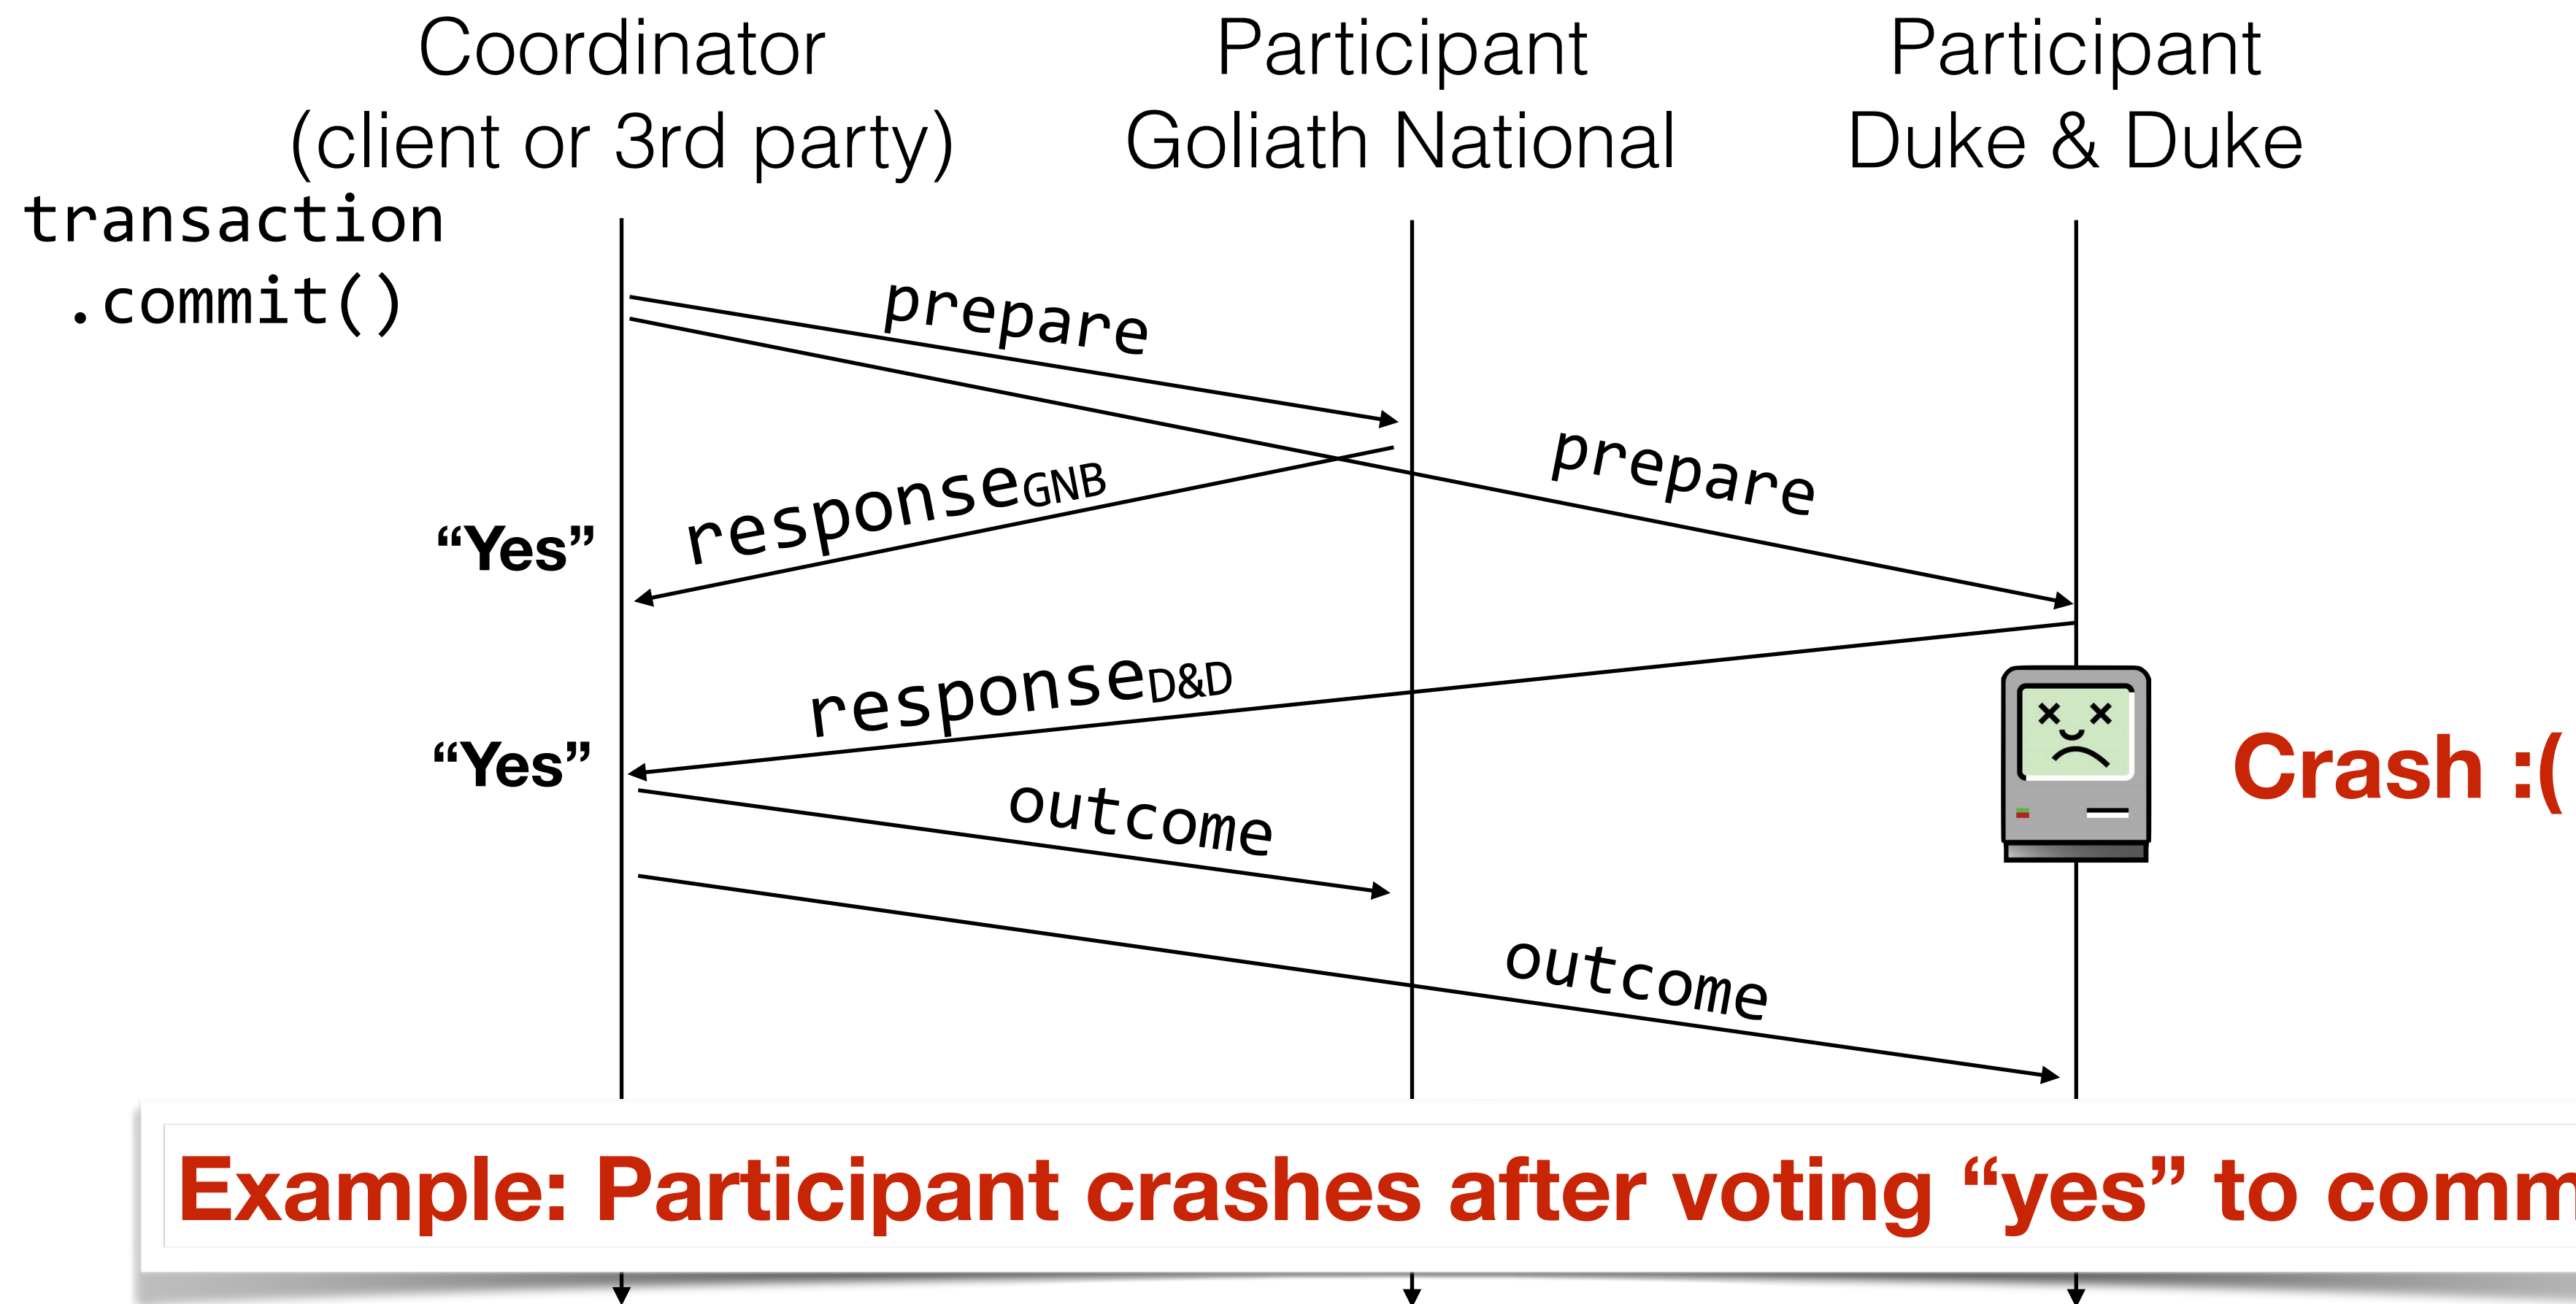 Coordinator
(client or 3rd party)
Participant
Goliath National
Participant
Duke & Duke
transaction
.commit()
prepare
prepare
responseGNB
“Yes”
responseD&D
“Yes”
Crash :(
outcome
outcome
Example: Participant crashes after voting “yes” to